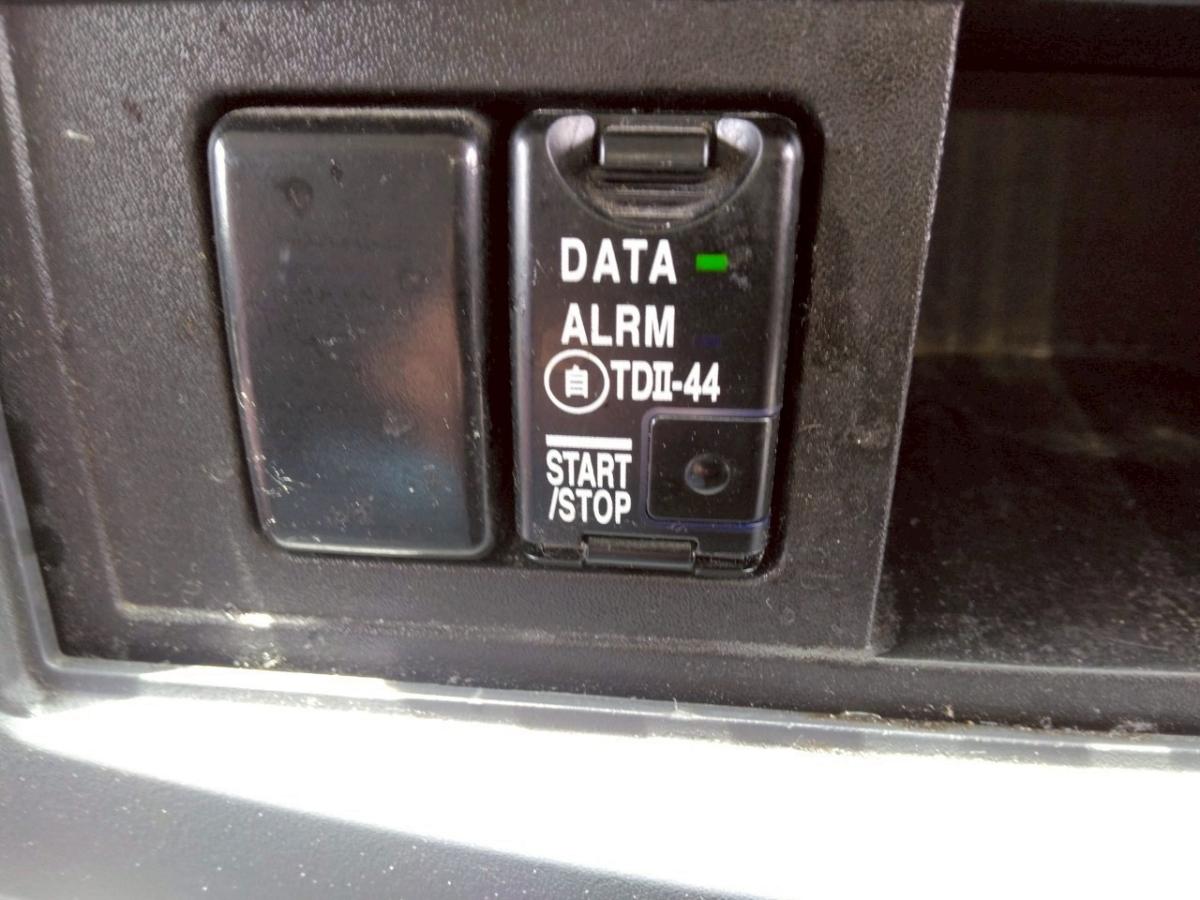 DATA
ALRM
自 TDII-44
START
/STOP